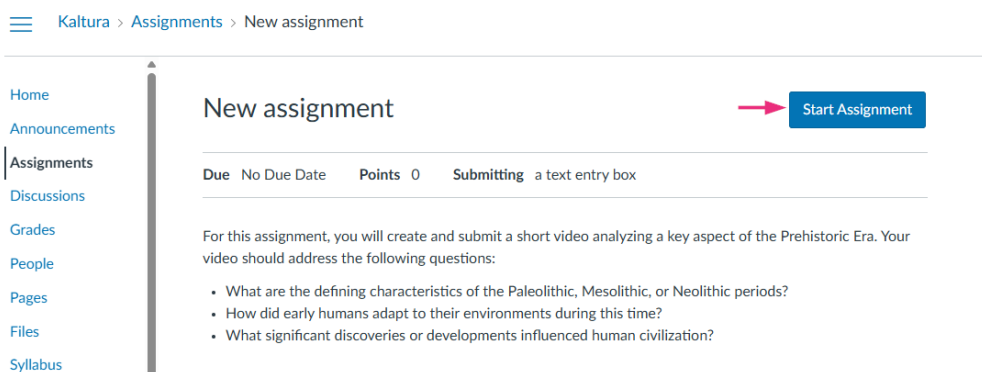 Kaltura > Assignments > New assignment
Home
Announcements
Assignments
Discussions
Grades
People
Pages
Files
Syllabus
New assignment
Start Assignment
Due No Due Date Points 0 Submitting a text entry box
For this assignment, you will create and submit a short video analyzing a key aspect of the Prehistoric Era. Your
video should address the following questions:
• What are the defining characteristics of the Paleolithic, Mesolithic, or Neolithic periods?
• How did early humans adapt to their environments during this time?
• What significant discoveries or developments influenced human civilization?